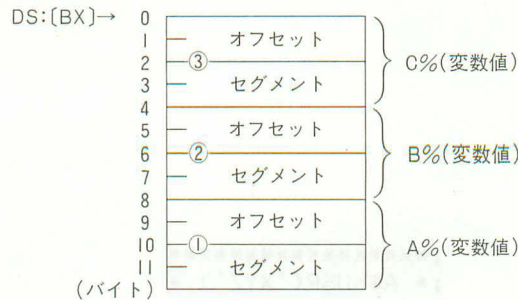 DS:〔BX〕→ 0
1 オフセット
2 ③ C%(変数値)
3 セグメント
4
5 オフセット
6 ② B%(変数値)
7 セグメント
8
9 オフセット
10 ① A%(変数値)
11 セグメント
(バイト)